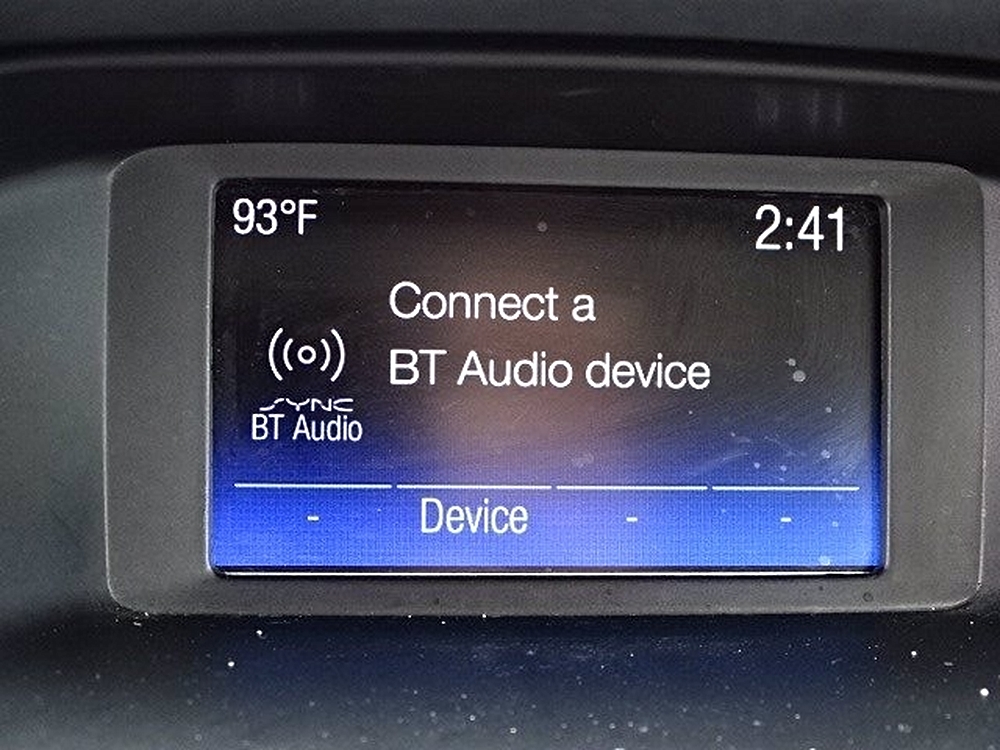 93°F 2:41
Connect a
BT Audio device
SYNC
BT Audio
- Device - -